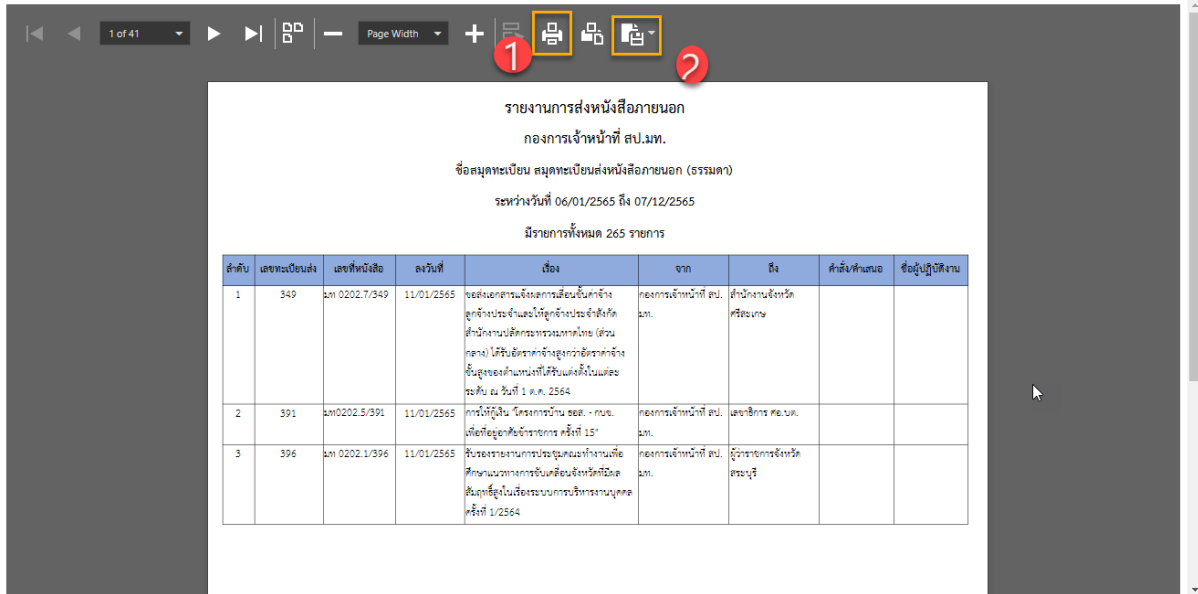 1 of 41
Page Width
1
2
รายงานการส่งหนังสือภายนอก
กองการเจ้าหน้าที่ สป.มท.
ชื่อสมุดทะเบียน สมุดทะเบียนส่งหนังสือภายนอก (ธรรมดา)
ระหว่างวันที่ 06/01/2565 ถึง 07/12/2565
มีรายการทั้งหมด 265 รายการ
ลำดับ เลขทะเบียนส่ง เลขที่หนังสือ ลงวันที่ เรื่อง จาก ถึง คำสั่ง/คำเสนอ ชื่อผู้ปฏิบัติงาน
1 349 มท 0202.7/349 11/01/2565 ขอส่งเอกสารแจ้งผลการเลื่อนขั้นค่าจ้าง กองการเจ้าหน้าที่ สป. สำนักงานจังหวัด
ลูกจ้างประจำและให้ลูกจ้างประจำสังกัด มท. ศรีสะเกษ
สำนักงานปลัดกระทรวงมหาดไทย (ส่วน
กลาง) ได้รับอัตราค่าจ้างสูงกว่าอัตราค่าจ้าง
ขั้นสูงของตำแหน่งที่ได้รับแต่งตั้งในแต่ละ
ระดับ ณ วันที่ 1 ต.ค. 2564
2 391 มท0202.5/391 11/01/2565 การให้กู้เงิน "โครงการบ้าน ธอส. - กบข. กองการเจ้าหน้าที่ สป. เลขาธิการ ศอ.บต.
เพื่อที่อยู่อาศัยข้าราชการ ครั้งที่ 15" มท.
3 396 มท 0202.1/396 11/01/2565 รับรองรายงานการประชุมคณะทำงานเพื่อ กองการเจ้าหน้าที่ สป. ผู้ว่าราชการจังหวัด
ศึกษาแนวทางการขับเคลื่อนจังหวัดที่มีผล มท. สระบุรี
สัมฤทธิ์สูงในเรื่องระบบการบริหารงานบุคคล
ครั้งที่ 1/2564